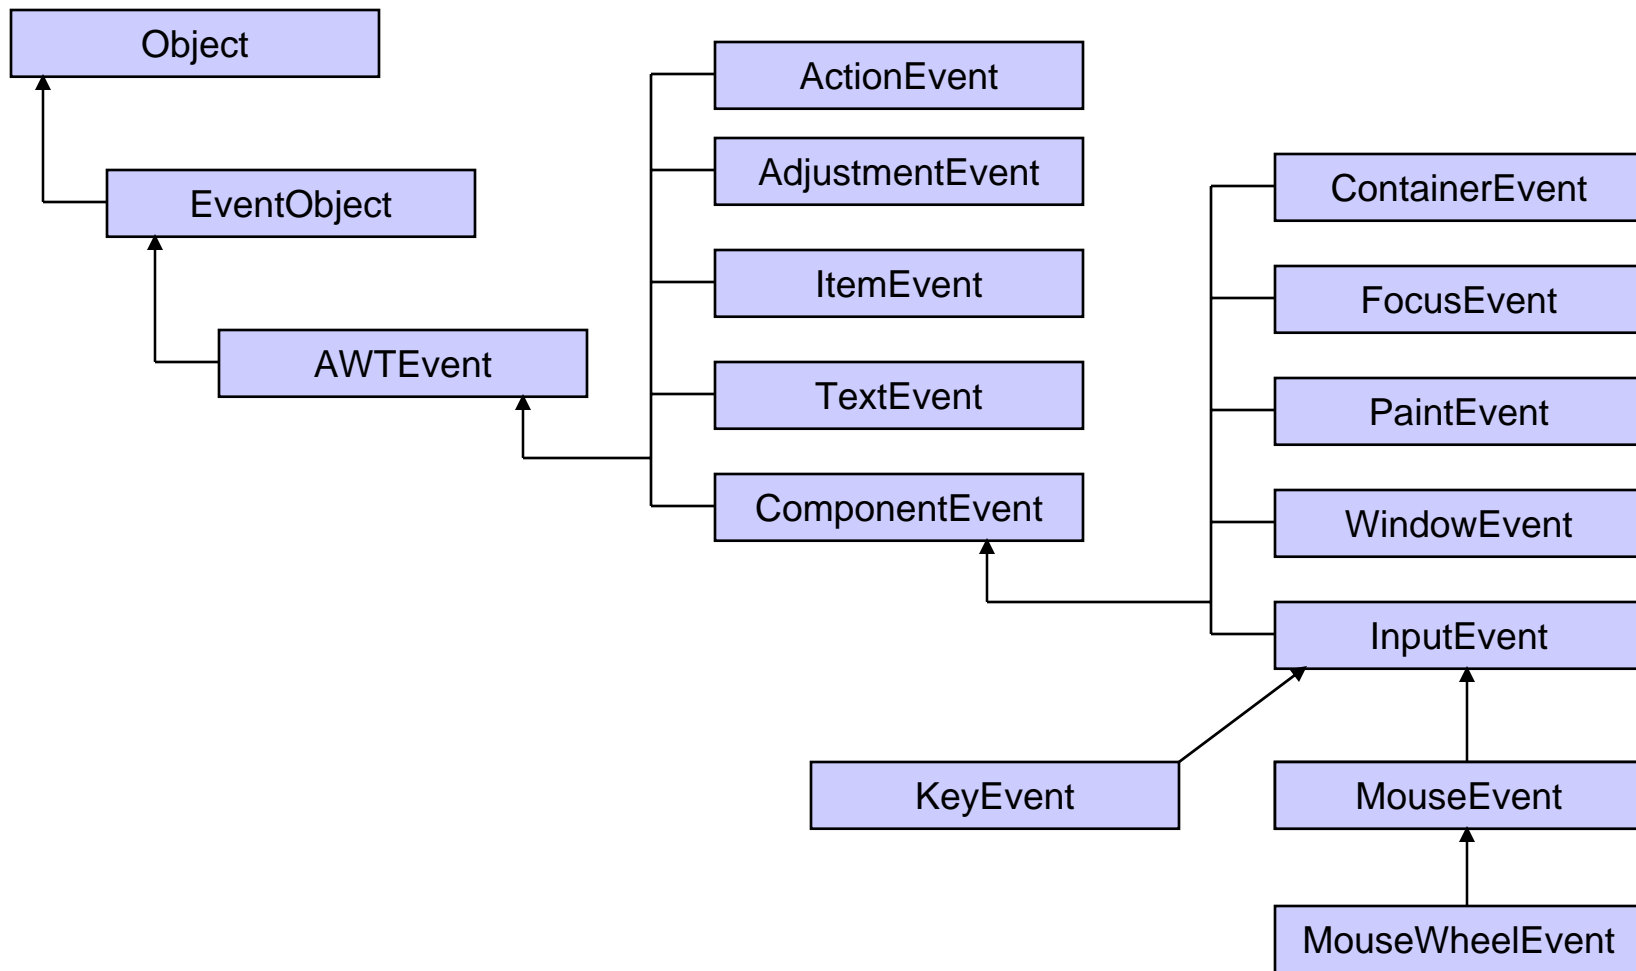 Object
EventObject
AWTEvent
ActionEvent
AdjustmentEvent
ItemEvent
TextEvent
ComponentEvent
ContainerEvent
FocusEvent
PaintEvent
WindowEvent
InputEvent
KeyEvent
MouseEvent
MouseWheelEvent